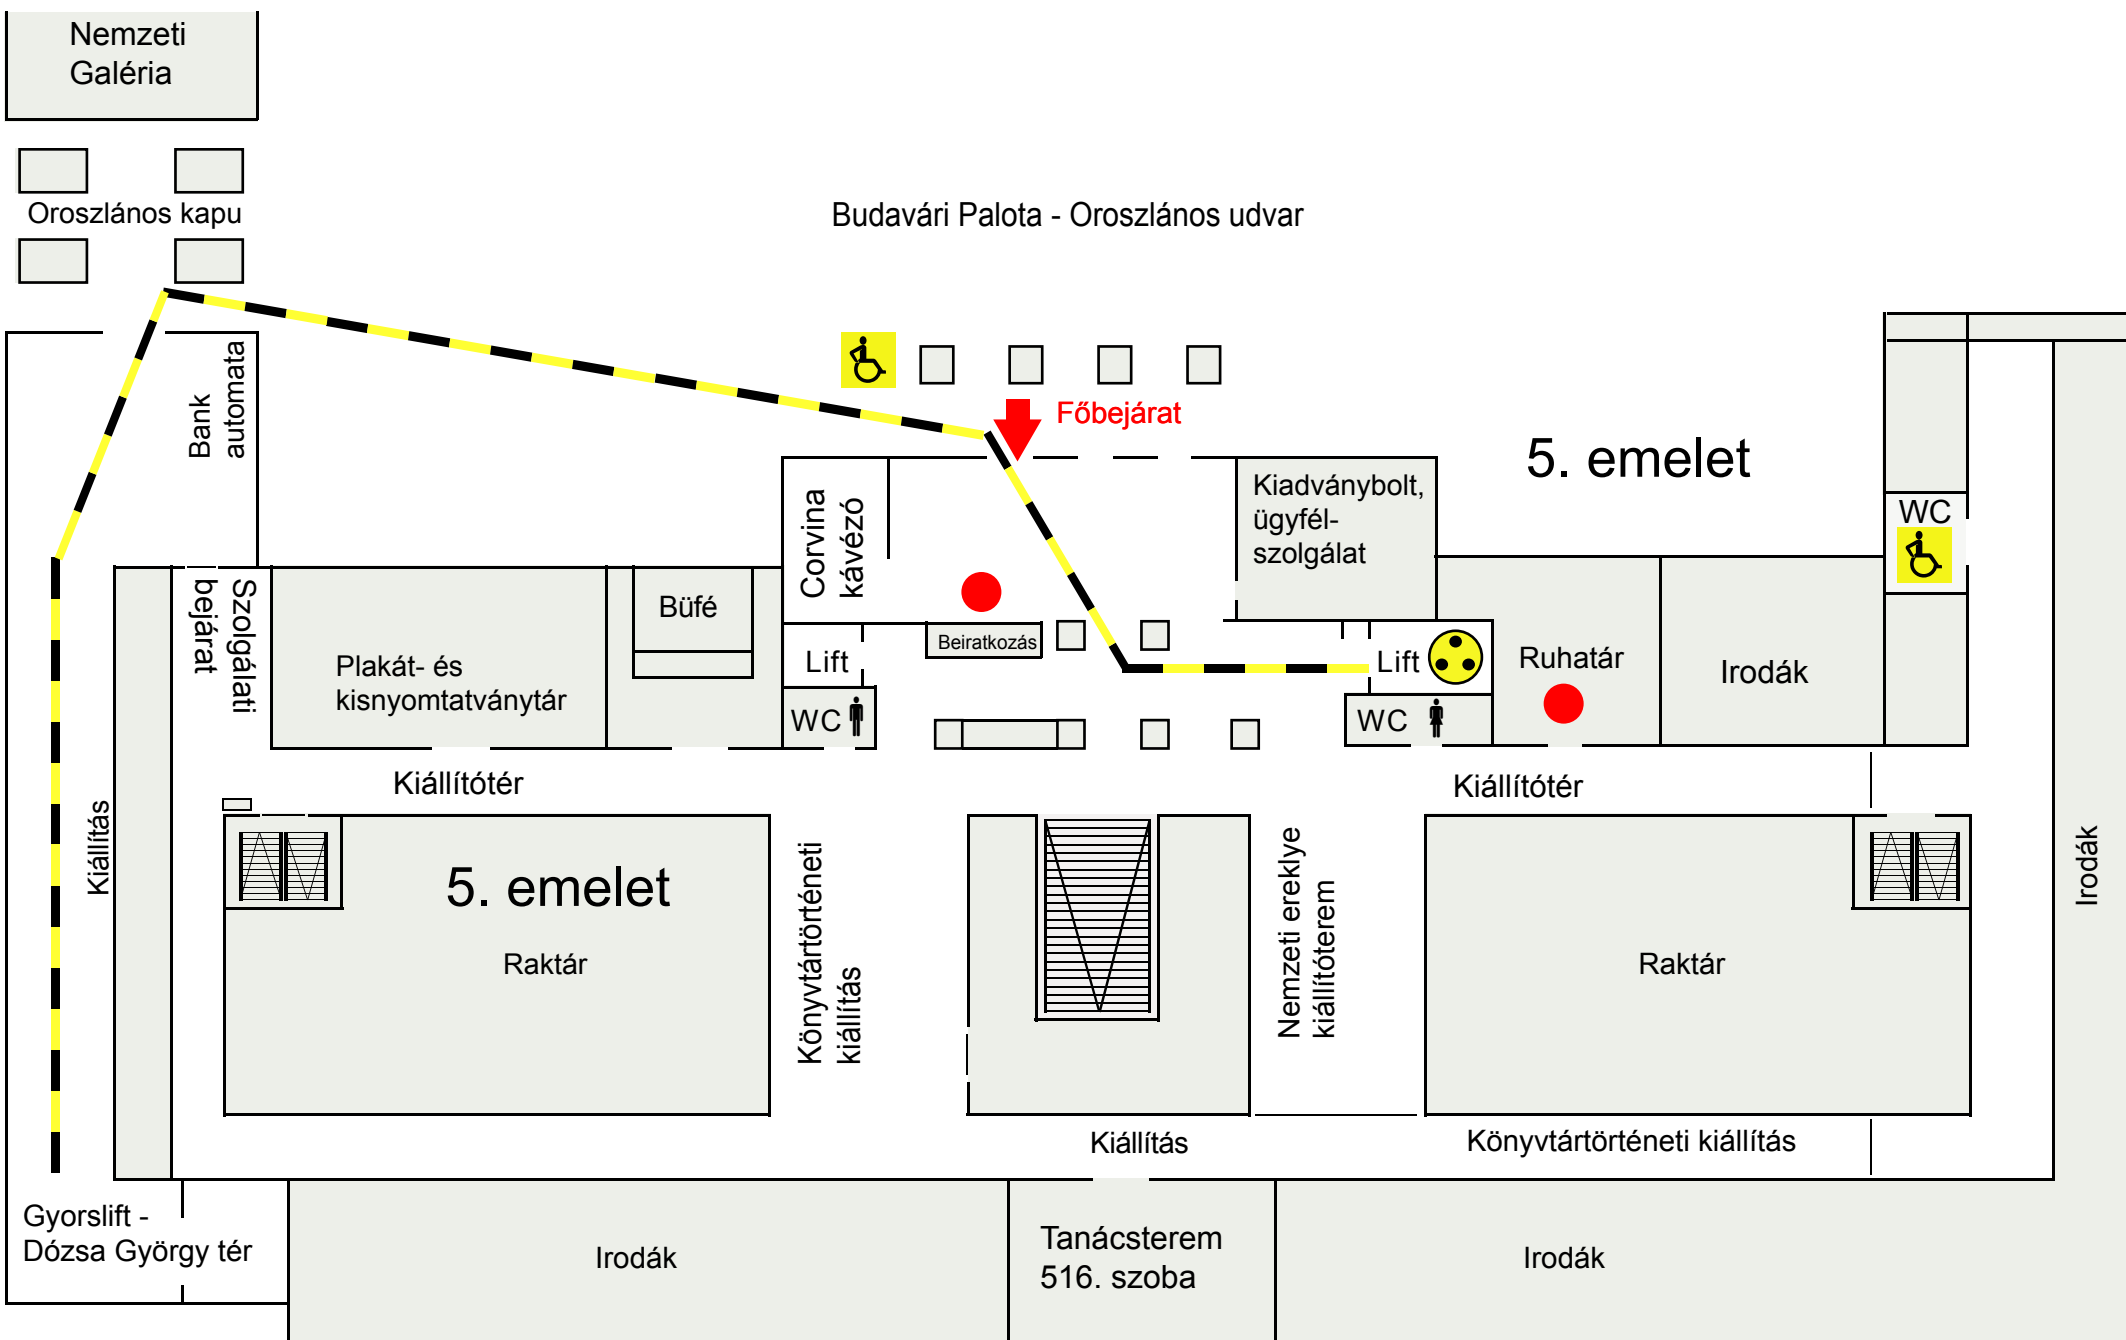 Nemzeti
Galéria
Oroszlános kapu
Budavári Palota - Oroszlános udvar
Bank
automata
Főbejárat
5. emelet
Corvina
kávézó
Kiadványbolt,
ügyfél-
szolgálat
WC
Szolgálati
bejárat
Büfé
Plakát- és
kisnyomtatványtár
Lift
Beiratkozás
Lift
Ruhatár
Irodák
WC
WC
Kiállítótér
Kiállítótér
Kiállítás
5. emelet
Raktár
Könyvtártörténeti
kiállítás
Nemzeti ereklye
kiállítóterem
Raktár
Irodák
Kiállítás
Könyvtártörténeti kiállítás
Gyorslift -
Dózsa György tér
Irodák
Tanácsterem
516. szoba
Irodák